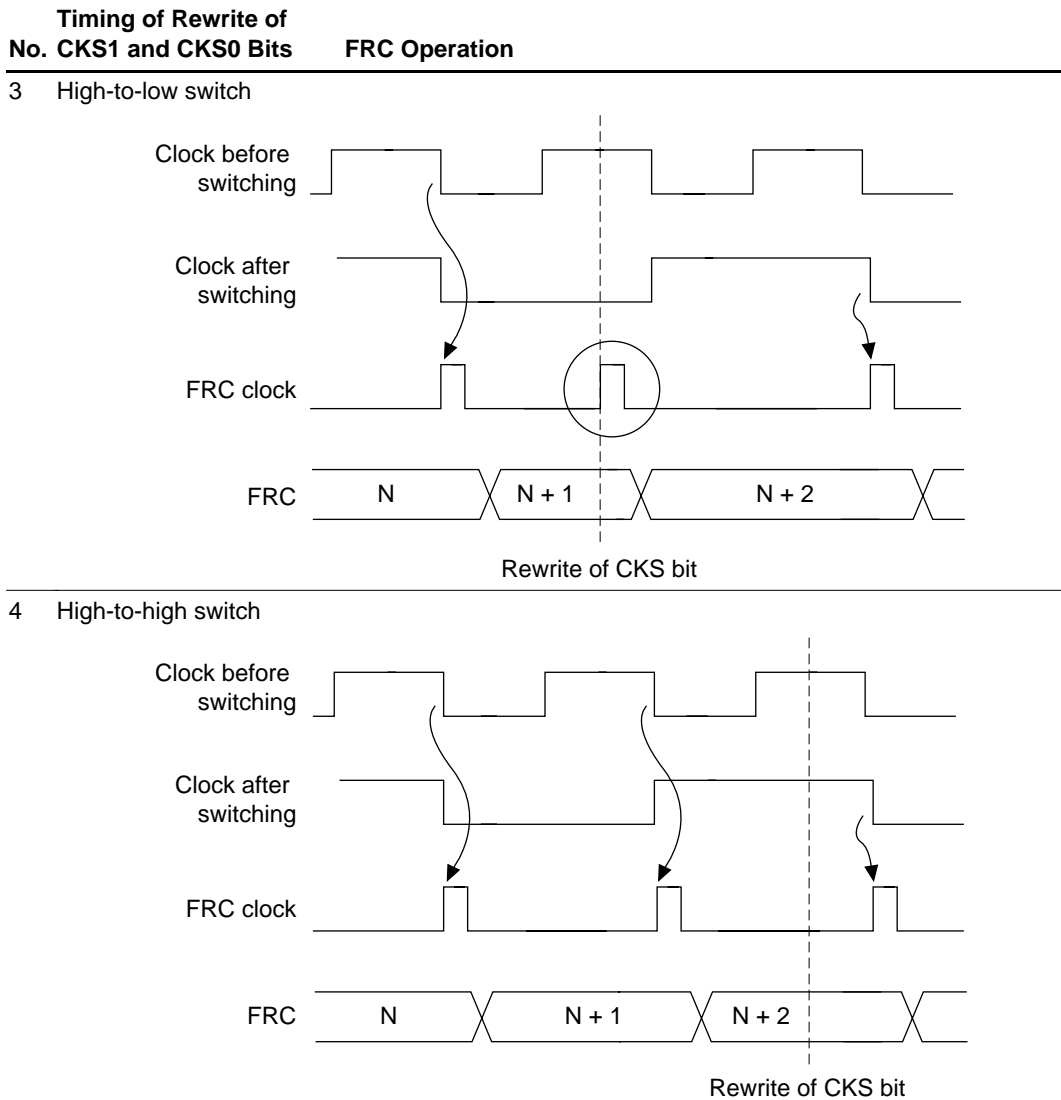 Timing of Rewrite of
No. CKS1 and CKS0 Bits FRC Operation
3 High-to-low switch
Clock before
switching
Clock after
switching
FRC clock
FRC N N + 1 N + 2
Rewrite of CKS bit
4 High-to-high switch
Clock before
switching
Clock after
switching
FRC clock
FRC N N + 1 N + 2
Rewrite of CKS bit